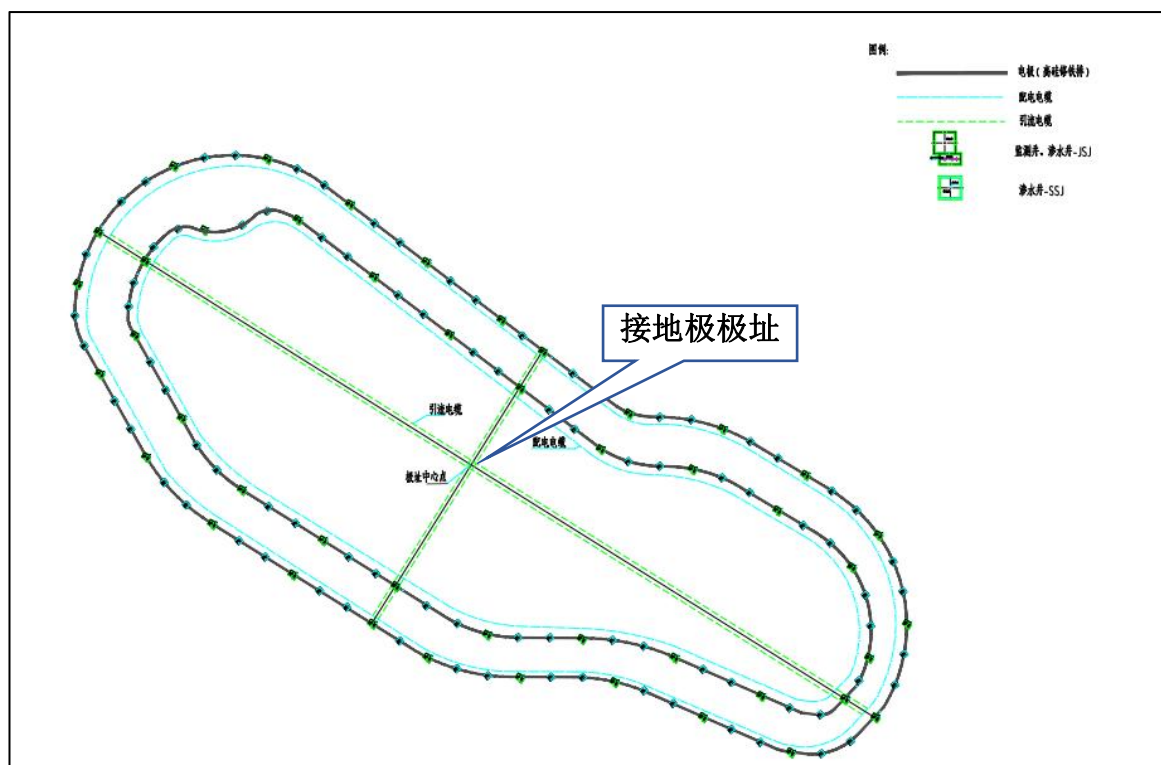 图例:
电极(高硅铬铁棒)
配电电缆
引流电缆
监测井、渗水井-JSJ
渗水井-SSJ
接地极极址
引流电缆
配电电缆
极址中心点